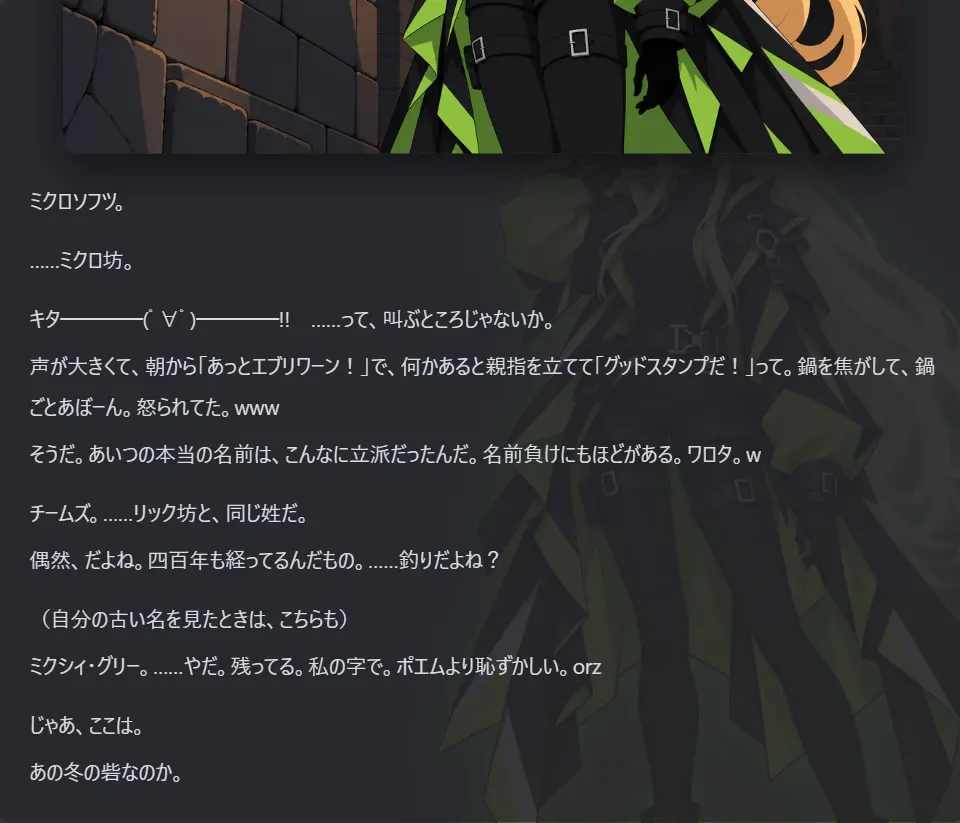 ミクロソフツ。
……ミクロ坊。
キタ━━━━(ﾟ∀ﾟ)━━━━!!　……って、叫ぶところじゃないか。
声が大きくて、朝から「あっとエブリワーン！」で、何かあると親指を立てて「グッドスタンプだ！」って。鍋を焦がして、鍋
ごとあぼーん。怒られてた。www
そうだ。あいつの本当の名前は、こんなに立派だったんだ。名前負けにもほどがある。ワロタ。w
チームズ。……リック坊と、同じ姓だ。
偶然、だよね。四百年も経ってるんだもの。……釣りだよね？
（自分の古い名を見たときは、こちらも）
ミクシィ・グリー。……やだ。残ってる。私の字で。ポエムより恥ずかしい。orz
じゃあ、ここは。
あの冬の砦なのか。